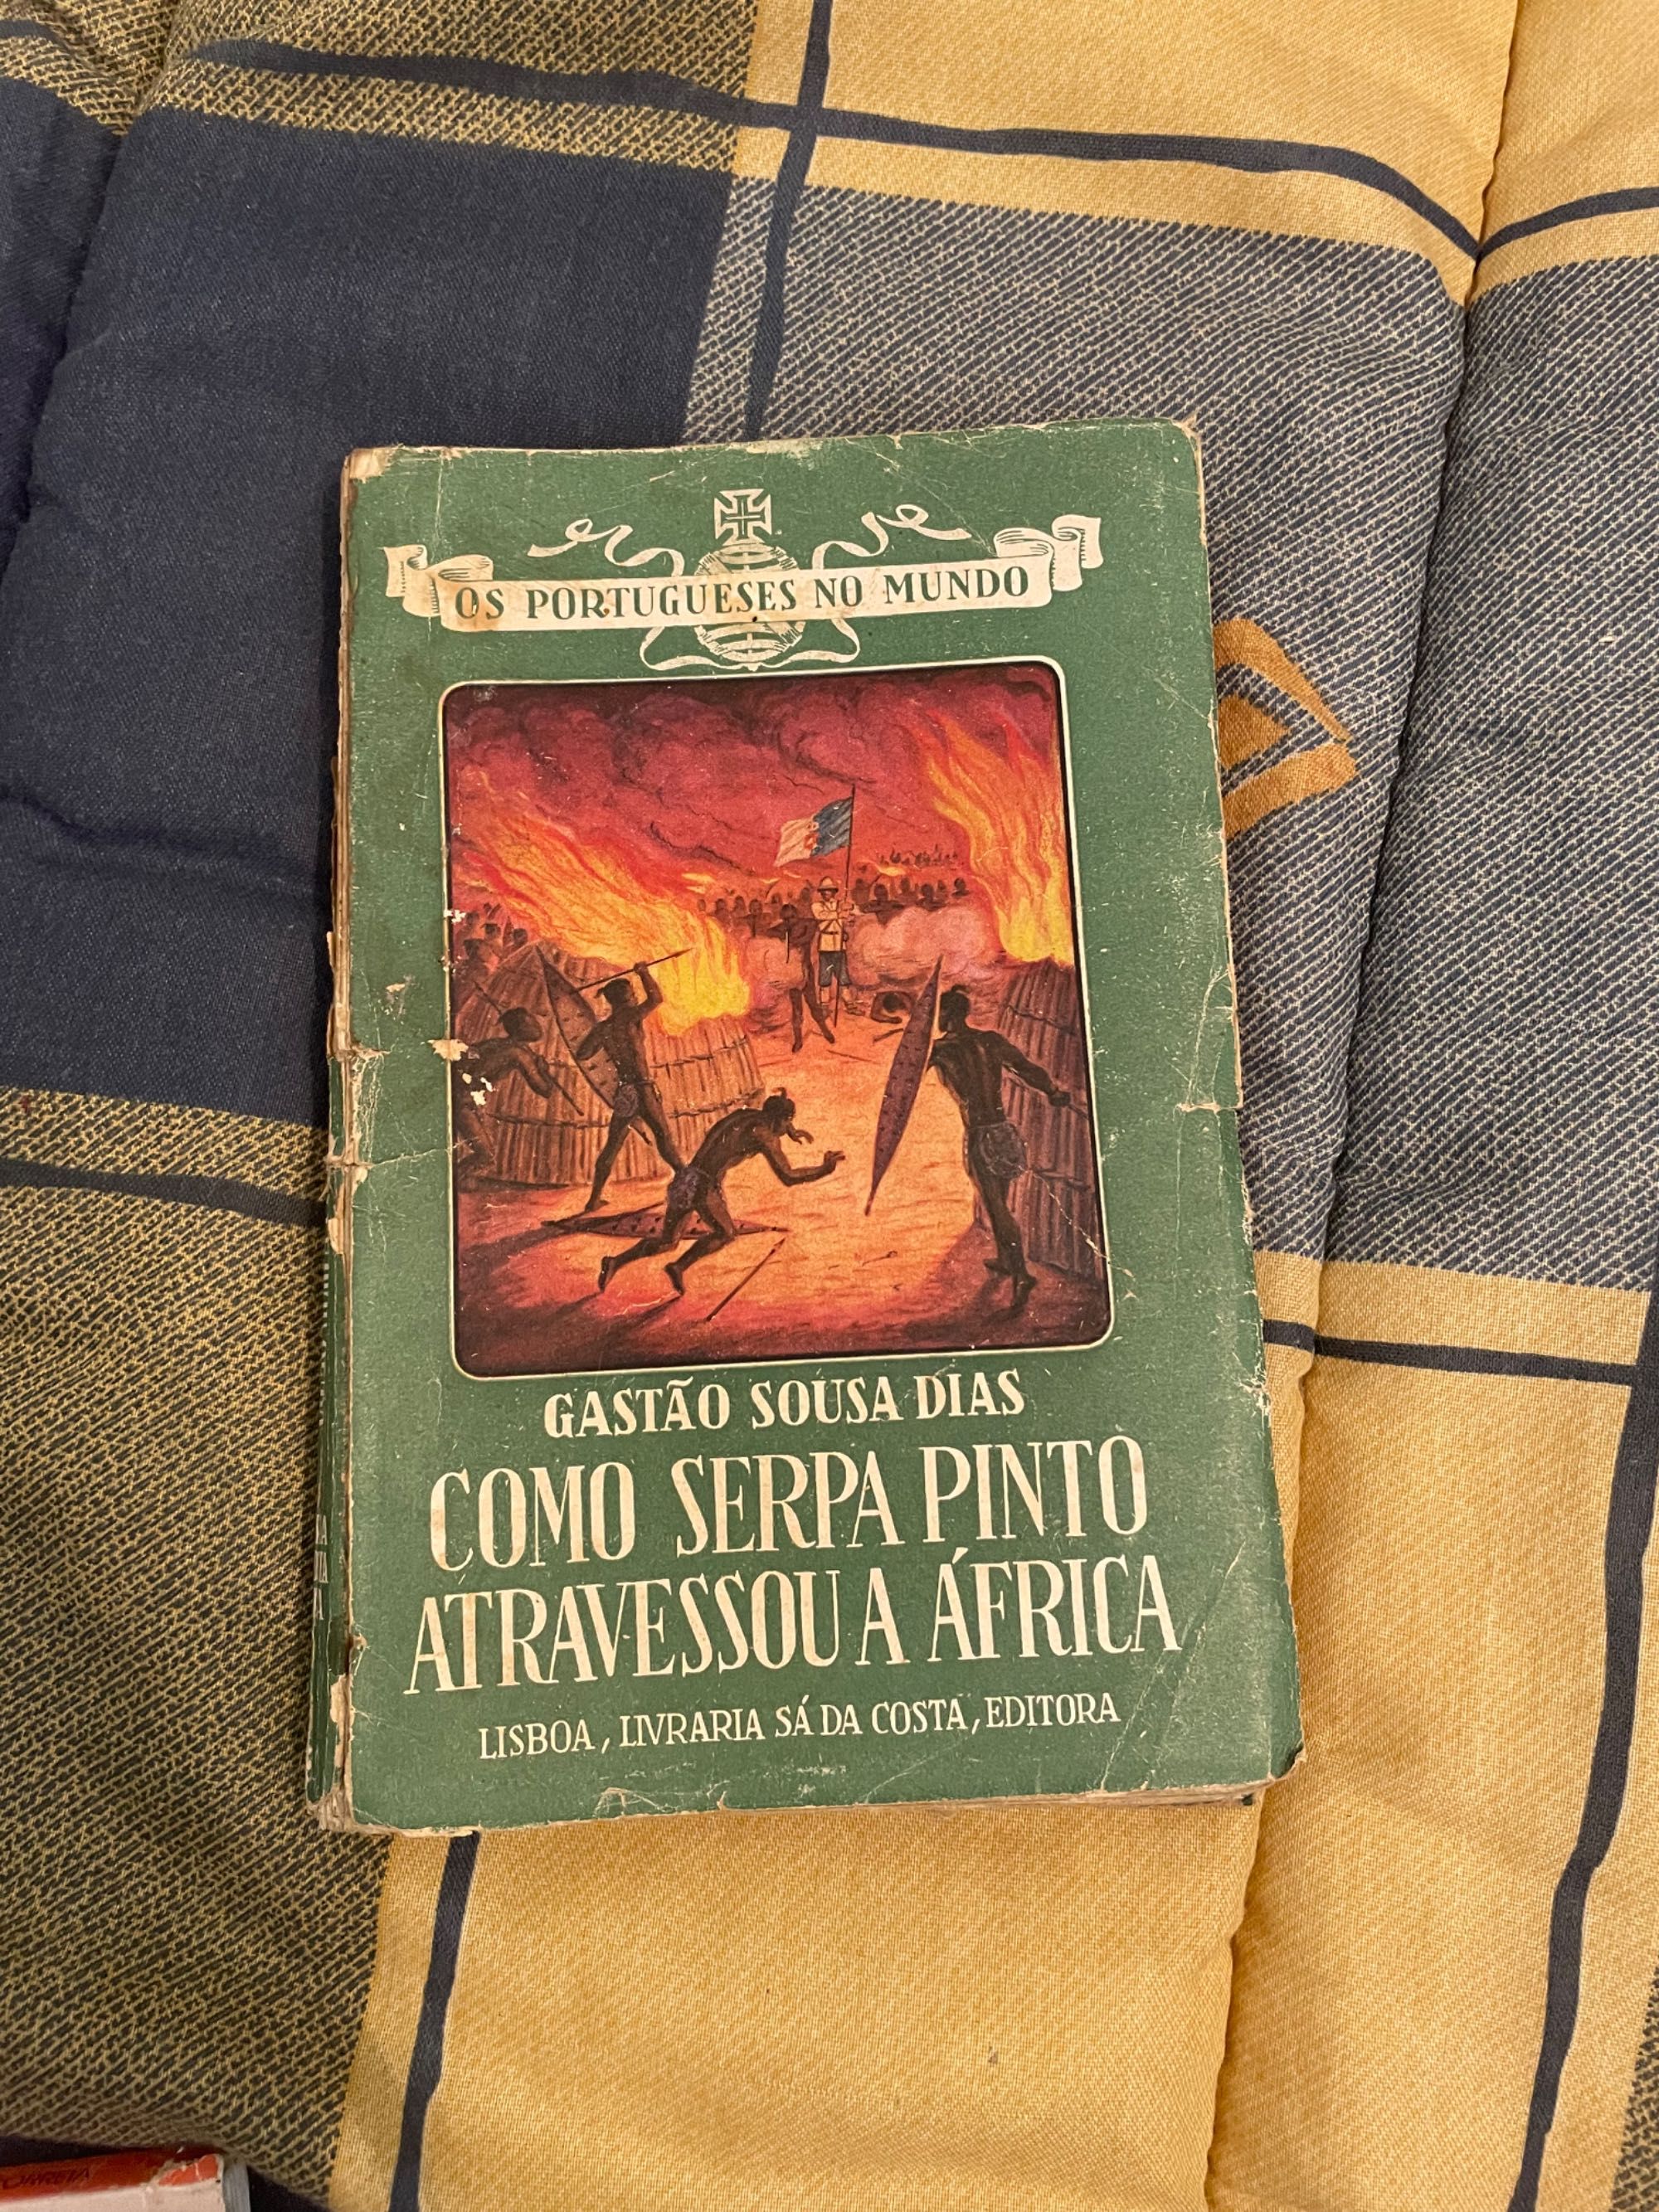 OS PORTUGUESES NO MUNDO
GASTÃO SOUSA DIAS
COMO SERPA PINTO
ATRAVESSOU A ÁFRICA
LISBOA, LIVRARIA SÁ DA COSTA, EDITORA